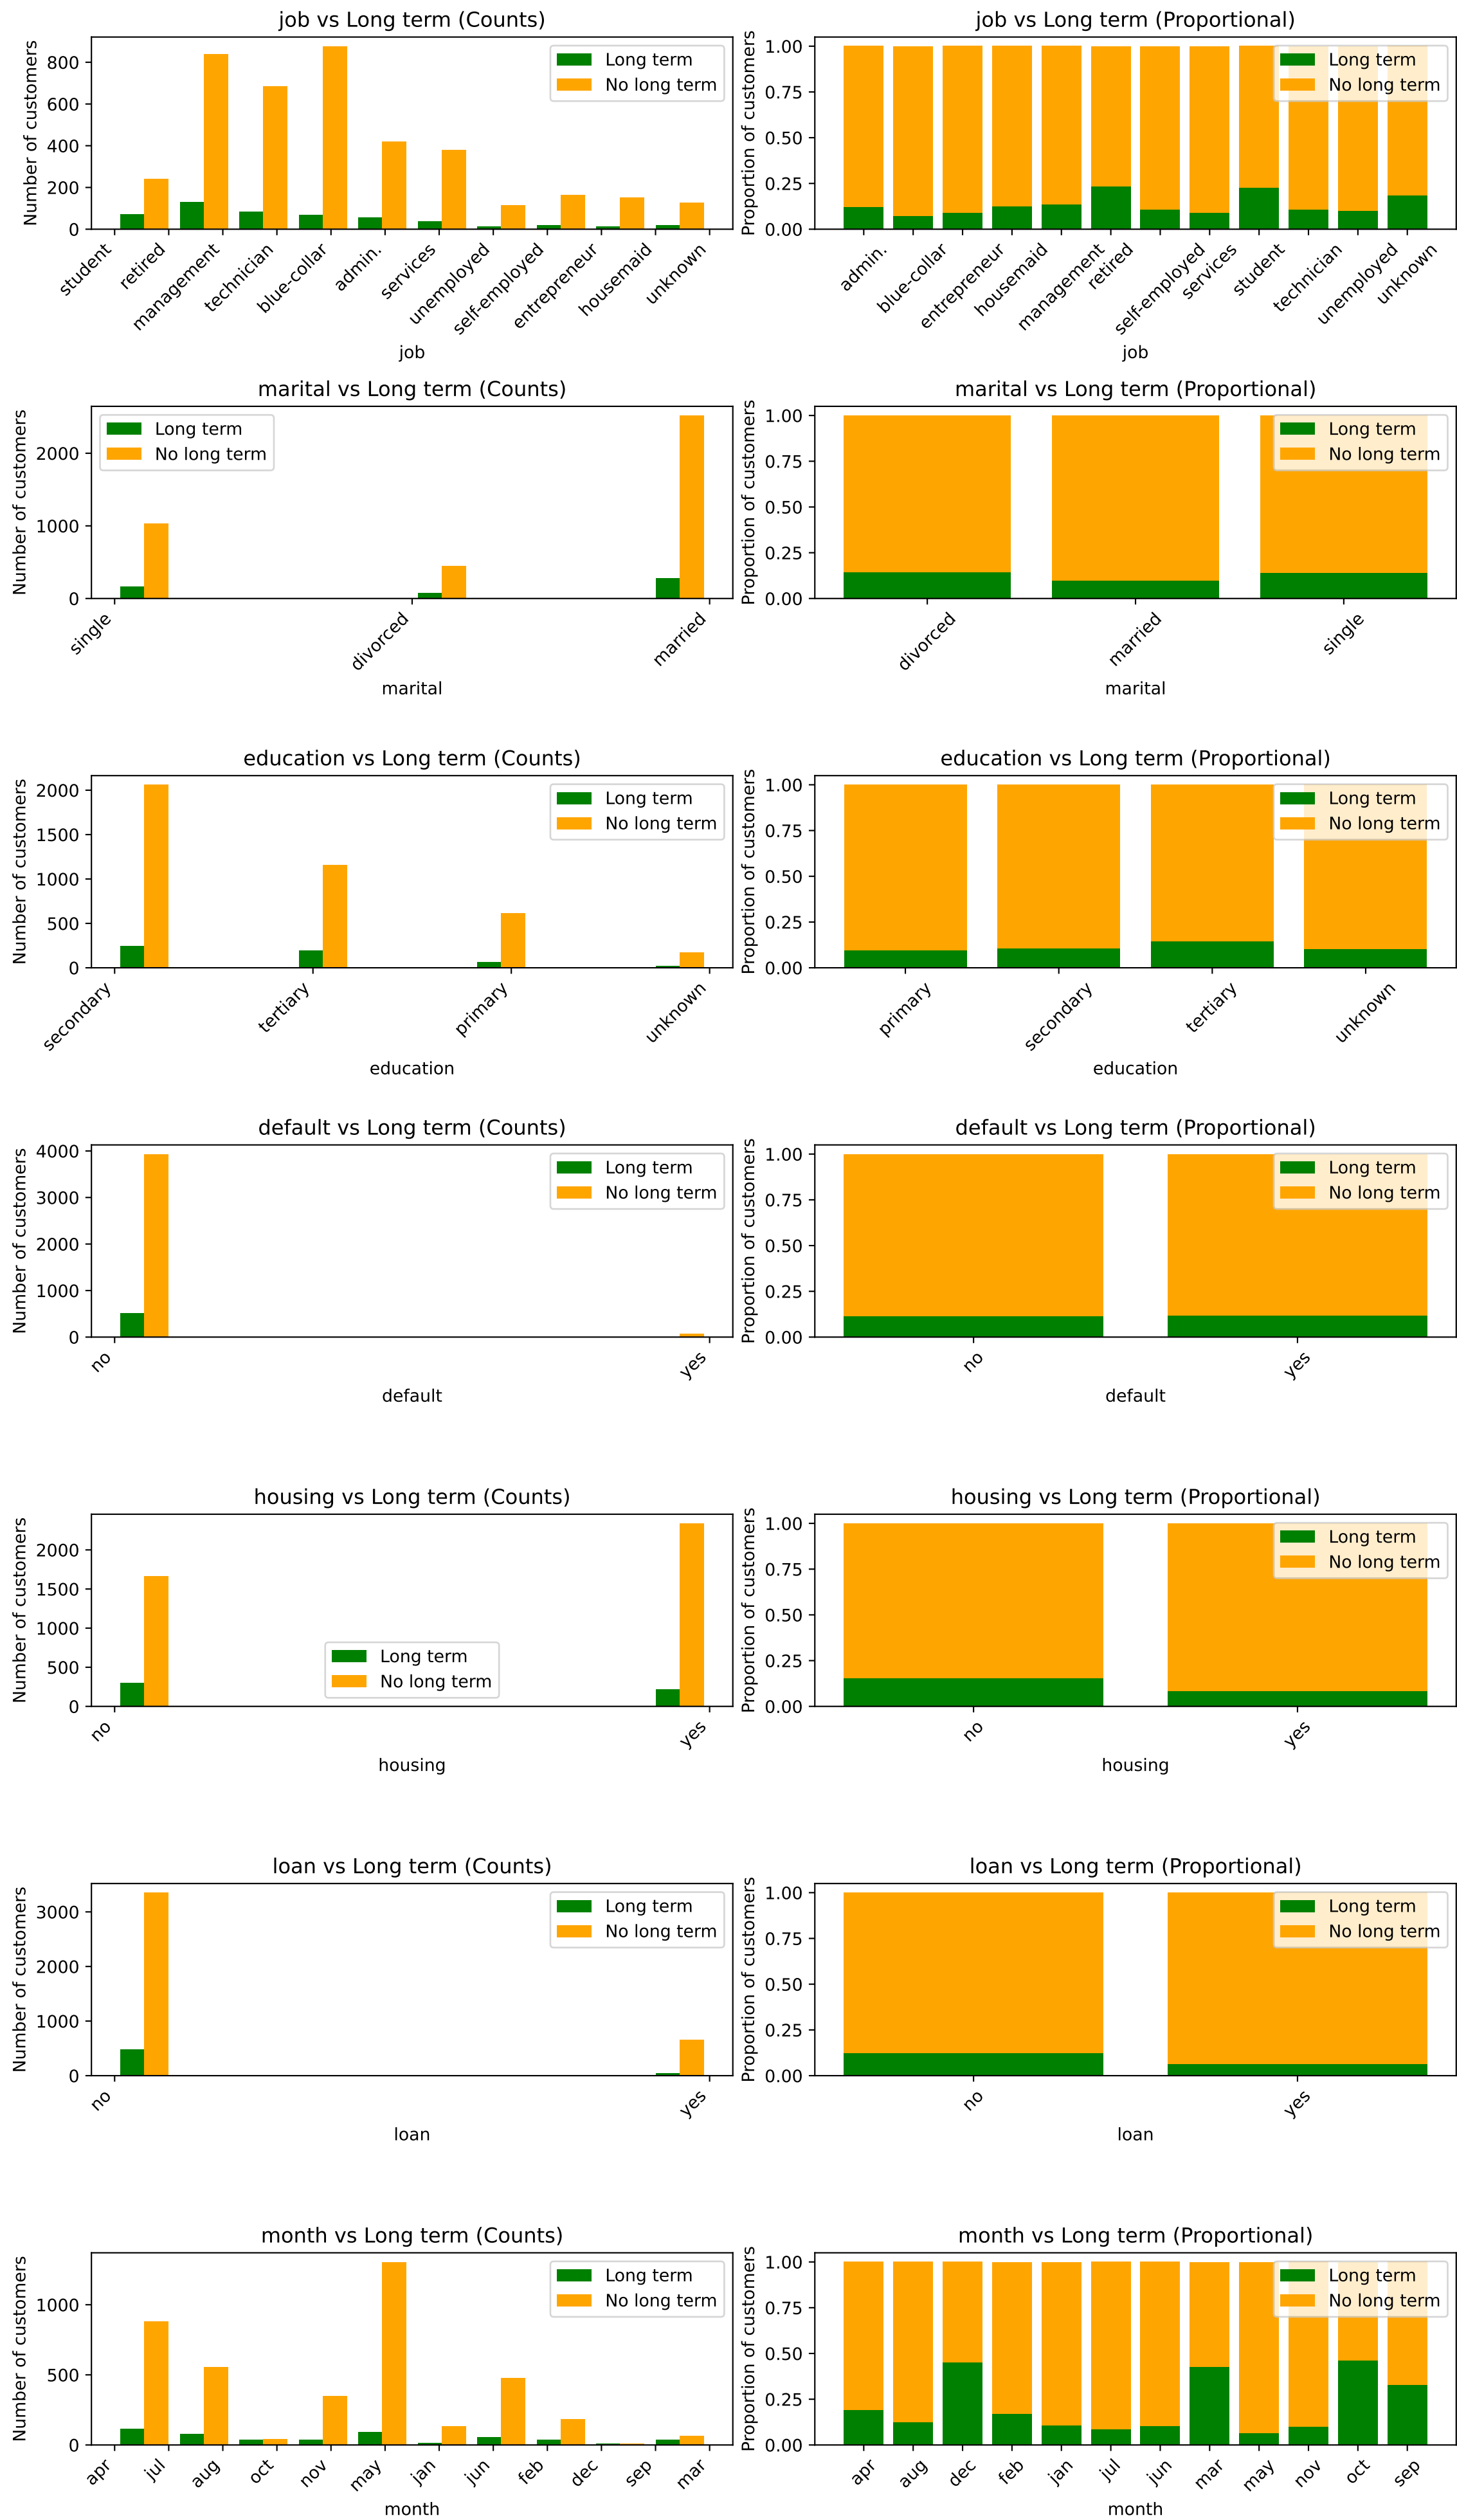 job vs Long term (Counts)
Number of customers
800
600
400
200
0
Long term
No long term
student
retired
management
technician
blue-collar
admin.
services
unemployed
self-employed
entrepreneur
housemaid
unknown
job
job vs Long term (Proportional)
Proportion of customers
1.00
0.75
0.50
0.25
0.00
Long term
No long term
admin.
blue-collar
entrepreneur
housemaid
management
retired
self-employed
services
student
technician
unemployed
unknown
job
marital vs Long term (Counts)
Number of customers
2000
1000
0
Long term
No long term
single
divorced
married
marital
marital vs Long term (Proportional)
Proportion of customers
1.00
0.75
0.50
0.25
0.00
Long term
No long term
divorced
married
single
marital
education vs Long term (Counts)
Number of customers
2000
1500
1000
500
0
Long term
No long term
secondary
tertiary
primary
unknown
education
education vs Long term (Proportional)
Proportion of customers
1.00
0.75
0.50
0.25
0.00
Long term
No long term
primary
secondary
tertiary
unknown
education
default vs Long term (Counts)
Number of customers
4000
3000
2000
1000
0
Long term
No long term
no
yes
default
default vs Long term (Proportional)
Proportion of customers
1.00
0.75
0.50
0.25
0.00
Long term
No long term
no
yes
default
housing vs Long term (Counts)
Number of customers
2000
1500
1000
500
0
Long term
No long term
no
yes
housing
housing vs Long term (Proportional)
Proportion of customers
1.00
0.75
0.50
0.25
0.00
Long term
No long term
no
yes
housing
loan vs Long term (Counts)
Number of customers
3000
2000
1000
0
Long term
No long term
no
yes
loan
loan vs Long term (Proportional)
Proportion of customers
1.00
0.75
0.50
0.25
0.00
Long term
No long term
no
yes
loan
month vs Long term (Counts)
Number of customers
1000
500
0
Long term
No long term
apr
jul
aug
oct
nov
may
jan
jun
feb
dec
sep
mar
month
month vs Long term (Proportional)
Proportion of customers
1.00
0.75
0.50
0.25
0.00
Long term
No long term
apr
aug
dec
feb
jan
jul
jun
mar
may
nov
oct
sep
month